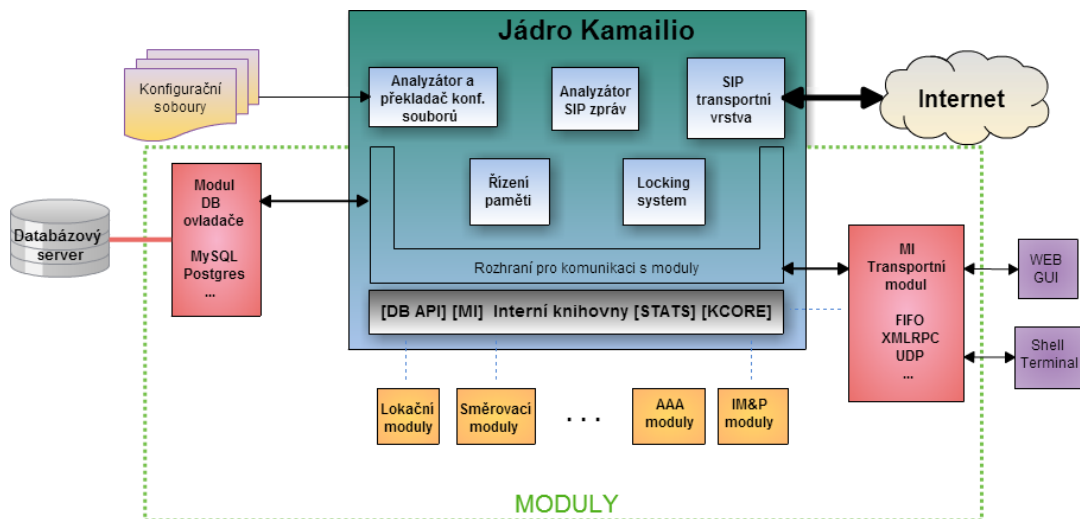 Jádro Kamailio
Konfigurační
soboury
Analyzátor a
překladač konf.
souborů
Analyzátor
SIP zpráv
SIP
transportní
vrstva
Internet
Řízení
paměti
Locking
system
Modul
DB
ovladače
MySQL
Postgres
...
Databázový
server
Rozhraní pro komunikaci s moduly
[DB API] [MI] Interní knihovny [STATS] [KCORE]
MI
Transportní
modul
FIFO
XMLRPC
UDP
...
WEB
GUI
Shell
Terminal
Lokační
moduly
Směrovací
moduly
. . .
AAA
moduly
IM&P
moduly
MODULY